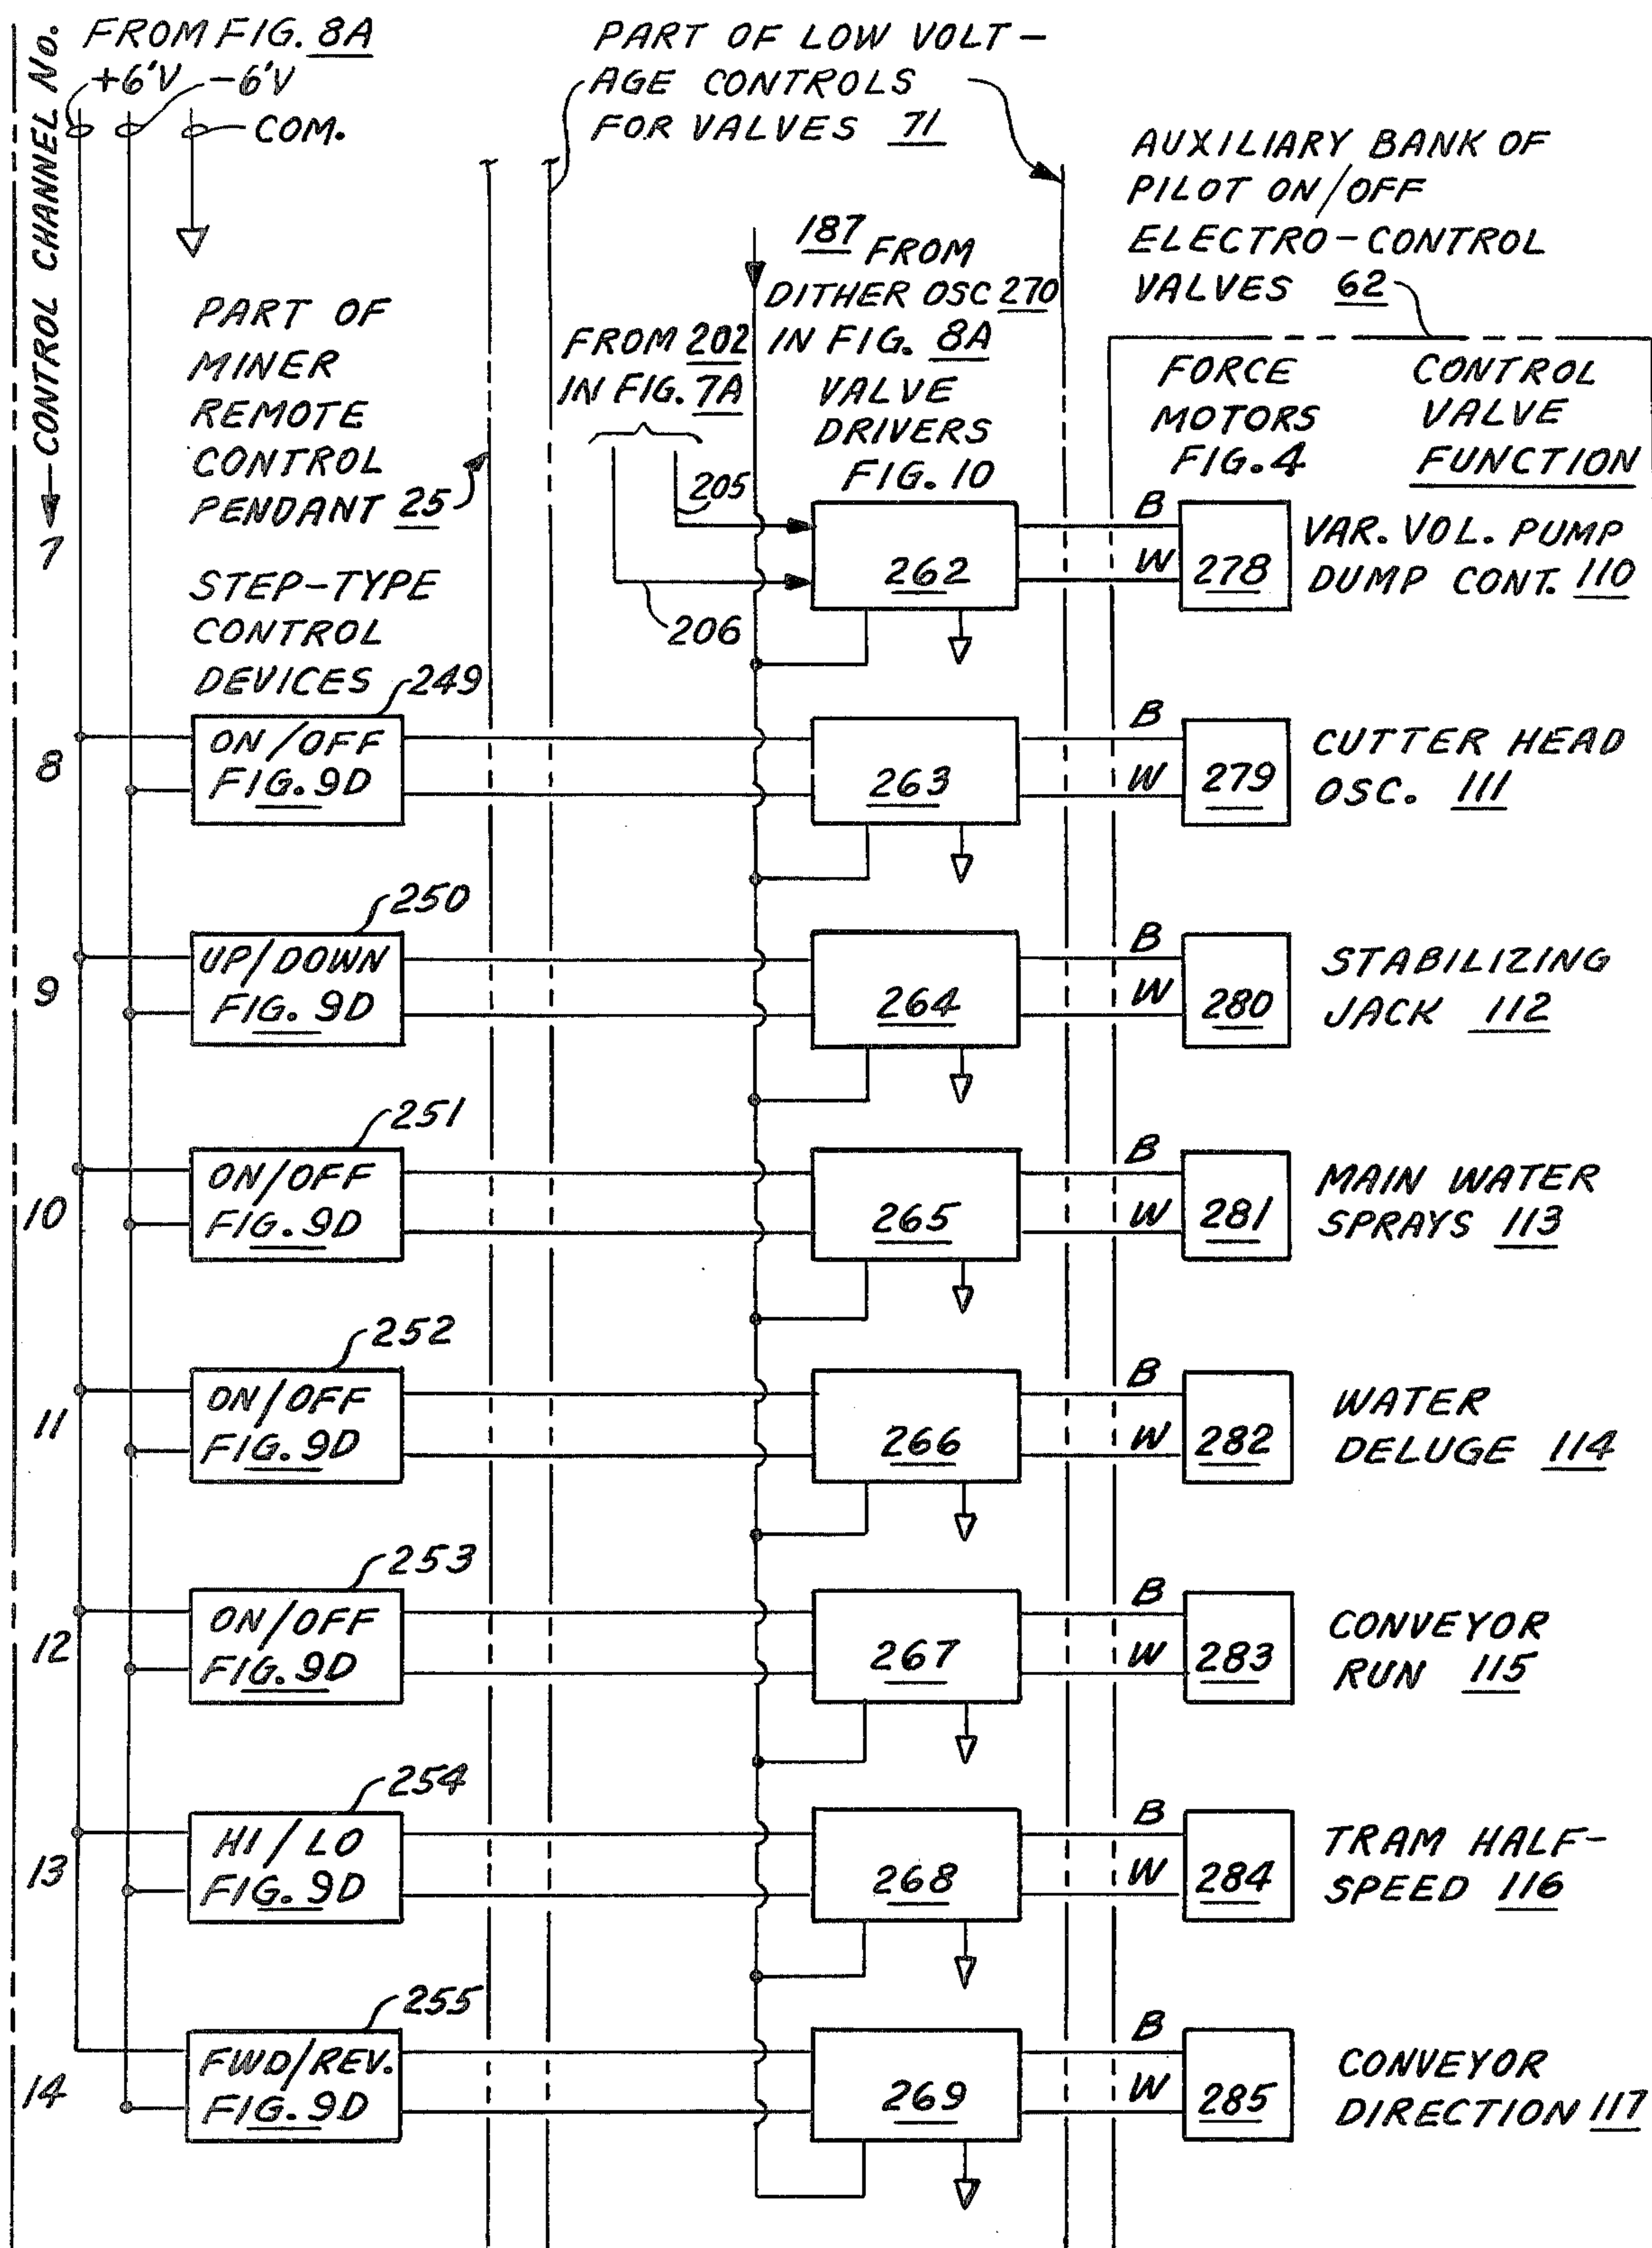 CONTROL CHANNEL No.
FROM FIG. 8A
+6'V -6'V
COM.
PART OF LOW VOLT-
AGE CONTROLS
FOR VALVES 71
AUXILIARY BANK OF
PILOT ON/OFF
ELECTRO-CONTROL
VALVES 62
187 FROM
DITHER OSC 270
IN FIG. 8A
PART OF
MINER
REMOTE
CONTROL
PENDANT 25
FROM 202
IN FIG. 7A
VALVE
DRIVERS
FIG. 10
FORCE
MOTORS
FIG. 4
CONTROL
VALVE
FUNCTION
STEP-TYPE
CONTROL
DEVICES
7
205
206
262
B
W
278
VAR. VOL. PUMP
DUMP CONT. 110
8
249
ON/OFF
FIG. 9D
263
B
W
279
CUTTER HEAD
OSC. 111
9
250
UP/DOWN
FIG. 9D
264
B
W
280
STABILIZING
JACK 112
10
251
ON/OFF
FIG. 9D
265
B
W
281
MAIN WATER
SPRAYS 113
11
252
ON/OFF
FIG. 9D
266
B
W
282
WATER
DELUGE 114
12
253
ON/OFF
FIG. 9D
267
B
W
283
CONVEYOR
RUN 115
13
254
HI/LO
FIG. 9D
268
B
W
284
TRAM HALF-
SPEED 116
14
255
FWD/REV.
FIG. 9D
269
B
W
285
CONVEYOR
DIRECTION 117